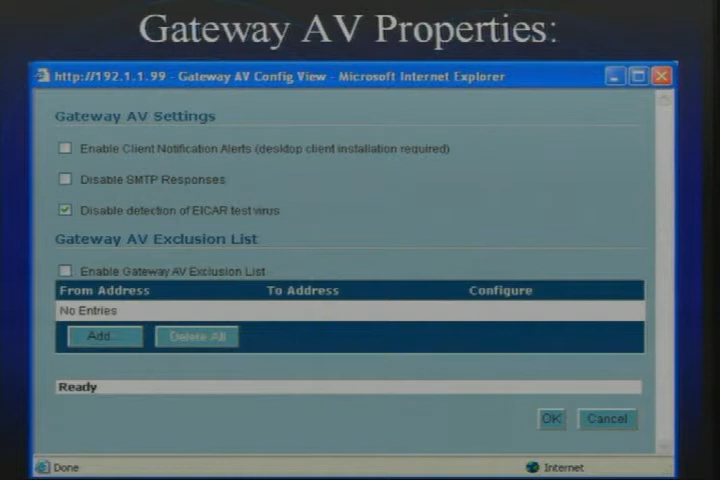 Gateway AV Properties:
http://192.1.1.99 - Gateway AV Config View - Microsoft Internet Explorer
Gateway AV Settings
Enable Client Notification Alerts (desktop client installation required)
Disable SMTP Responses
Disable detection of EICAR test virus
Gateway AV Exclusion List
Enable Gateway AV Exclusion List
From Address To Address Configure
No Entries
Add... Delete All
Ready
OK Cancel
Done Internet